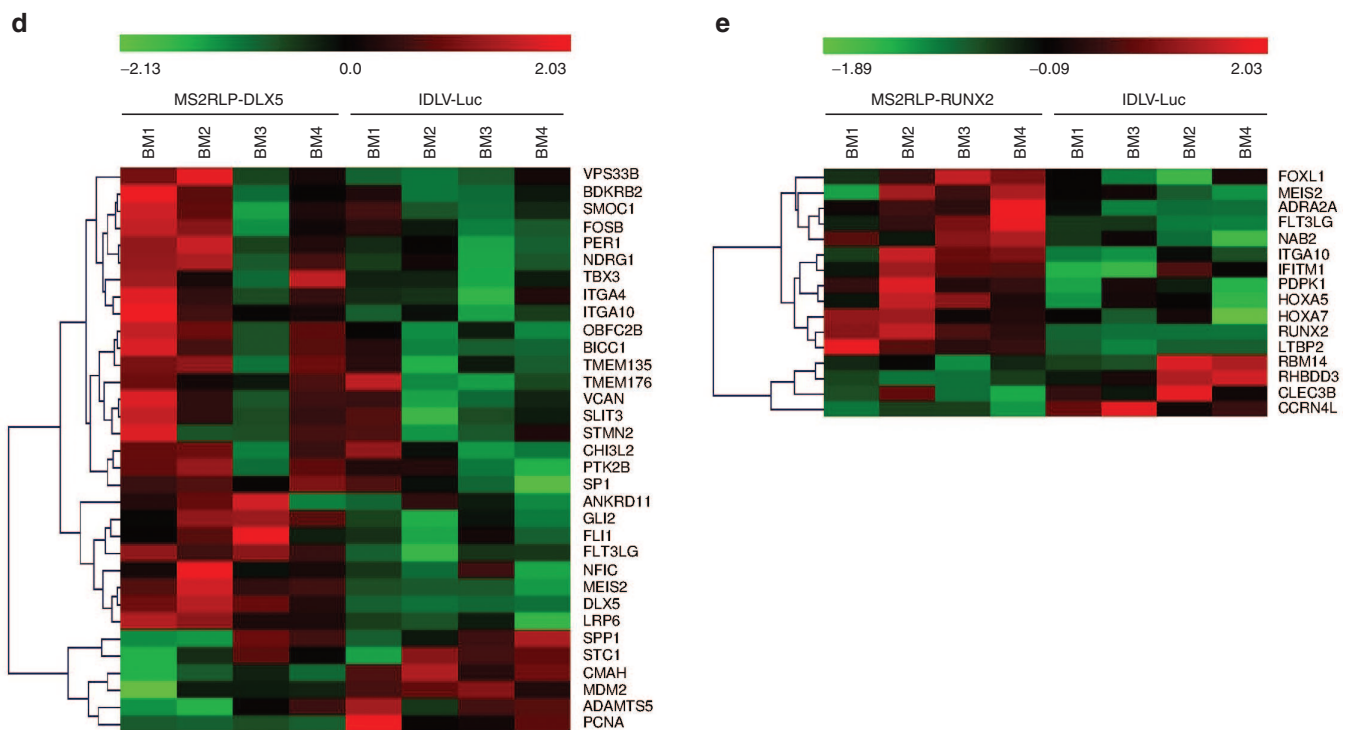 d
−2.13 0.0 2.03
MS2RLP-DLX5 IDLV-Luc
BM1 BM2 BM3 BM4 BM1 BM2 BM3 BM4
VPS33B
BDKRB2
SMOC1
FOSB
PER1
NDRG1
TBX3
ITGA4
ITGA10
OBFC2B
BICC1
TMEM135
TMEM176
VCAN
SLIT3
STMN2
CHI3L2
PTK2B
SP1
ANKRD11
GLI2
FLI1
FLT3LG
NFIC
MEIS2
DLX5
LRP6
SPP1
STC1
CMAH
MDM2
ADAMTS5
PCNA
e
−1.89 −0.09 2.03
MS2RLP-RUNX2 IDLV-Luc
BM1 BM2 BM3 BM4 BM1 BM3 BM2 BM4
FOXL1
MEIS2
ADRA2A
FLT3LG
NAB2
ITGA10
IFITM1
PDPK1
HOXA5
HOXA7
RUNX2
LTBP2
RBM14
RHBDD3
CLEC3B
CCRN4L